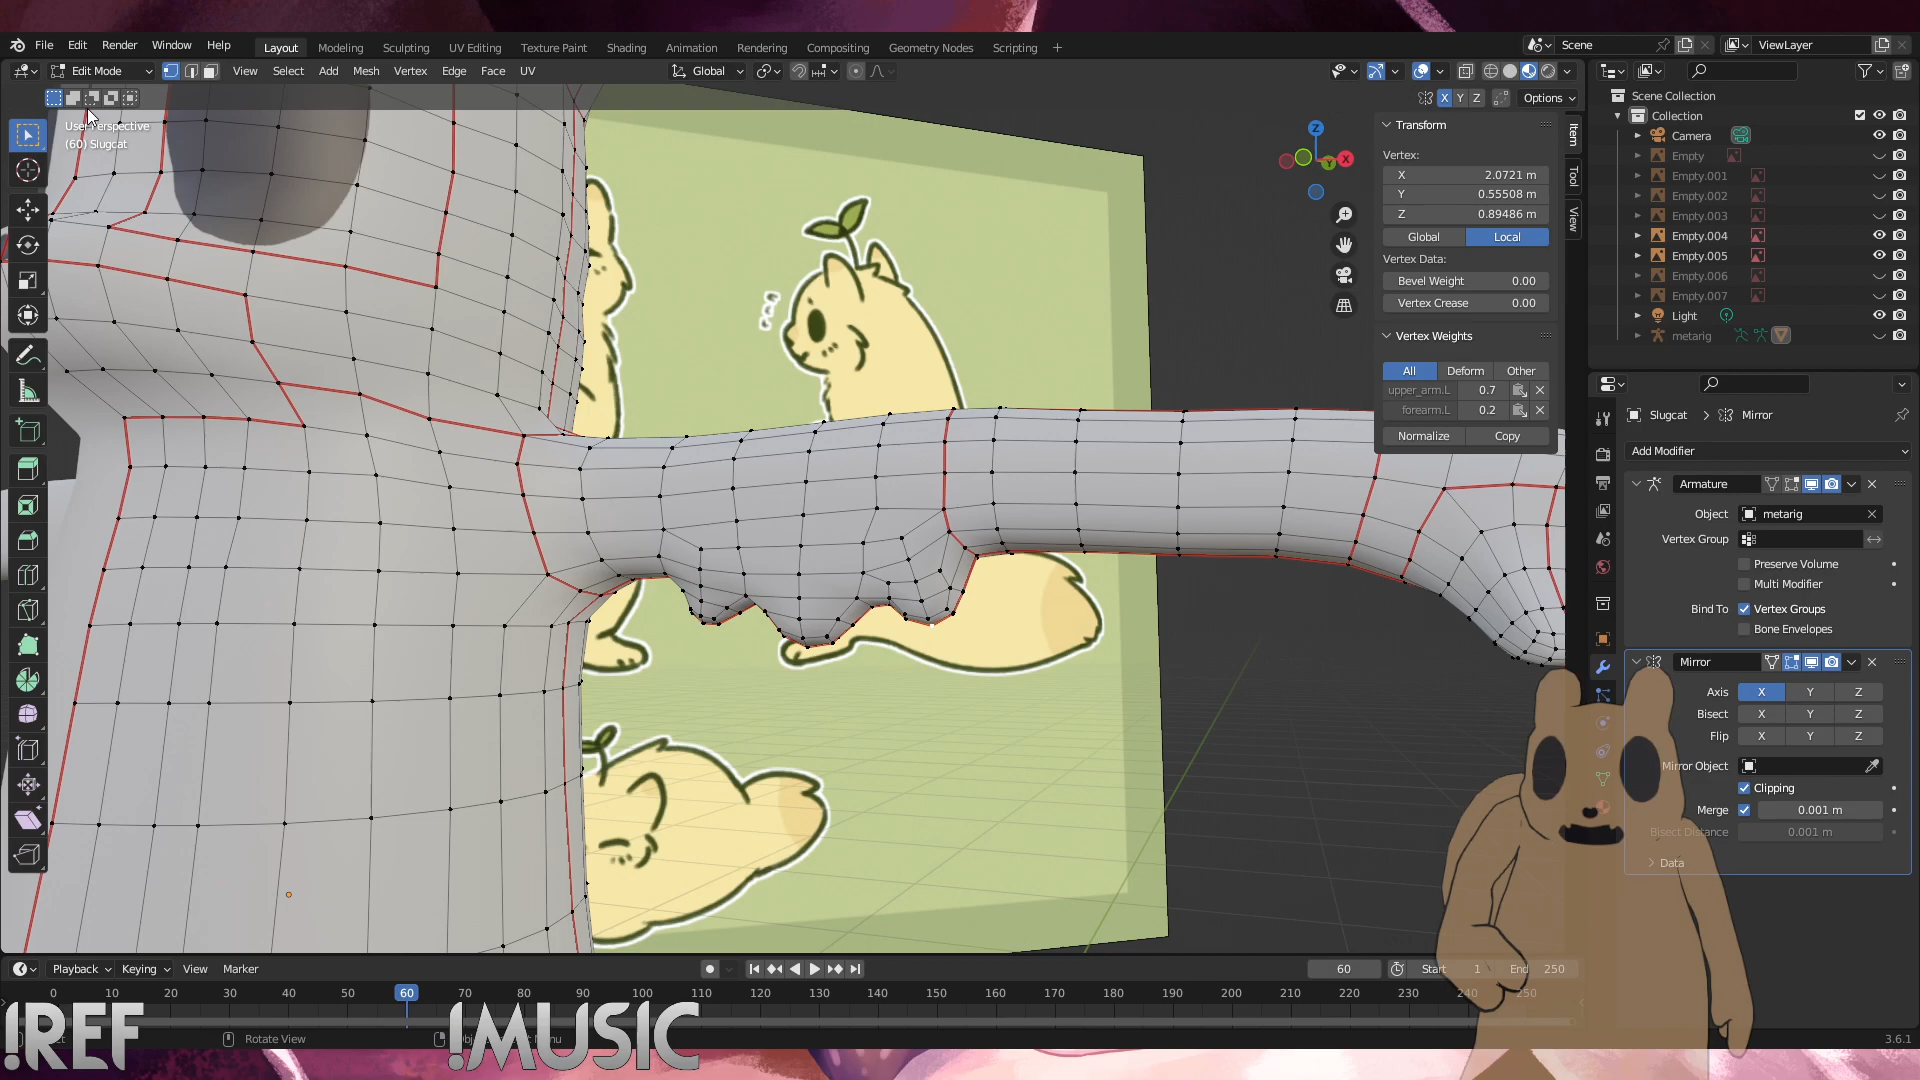 File Edit Render Window Help Layout Modeling Sculpting UV Editing Texture Paint Shading Animation Rendering Compositing Geometry Nodes Scripting + Scene ViewLayer
Edit Mode View Select Add Mesh Vertex Edge Face UV Global
X Y Z Options
User Perspective
(60) Slugcat
Z
X
Y
Transform
Vertex:
X 2.0721 m
Y 0.55508 m
Z 0.89486 m
Global Local
Vertex Data:
Bevel Weight 0.00
Vertex Crease 0.00
Vertex Weights
All Deform Other
upper_arm.L 0.7
forearm.L 0.2
Normalize Copy
Item
Tool
View
Scene Collection
Collection
Camera
Empty
Empty.001
Empty.002
Empty.003
Empty.004
Empty.005
Empty.006
Empty.007
Light
metarig
Slugcat > Mirror
Add Modifier
Armature
Object metarig
Vertex Group
Preserve Volume
Multi Modifier
Bind To Vertex Groups
Bone Envelopes
Mirror
Axis X Y Z
Bisect X Y Z
Flip X Y Z
Mirror Object
Clipping
Merge 0.001 m
Bisect Distance 0.001 m
Data
Playback Keying View Marker 60 Start 1 End 250
0 10 20 30 40 50 60 70 80 90 100 110 120 130 140 150 160 170 180 190 200 210 220 230 240 250
!REF !MUSIC
Rotate View
3.6.1